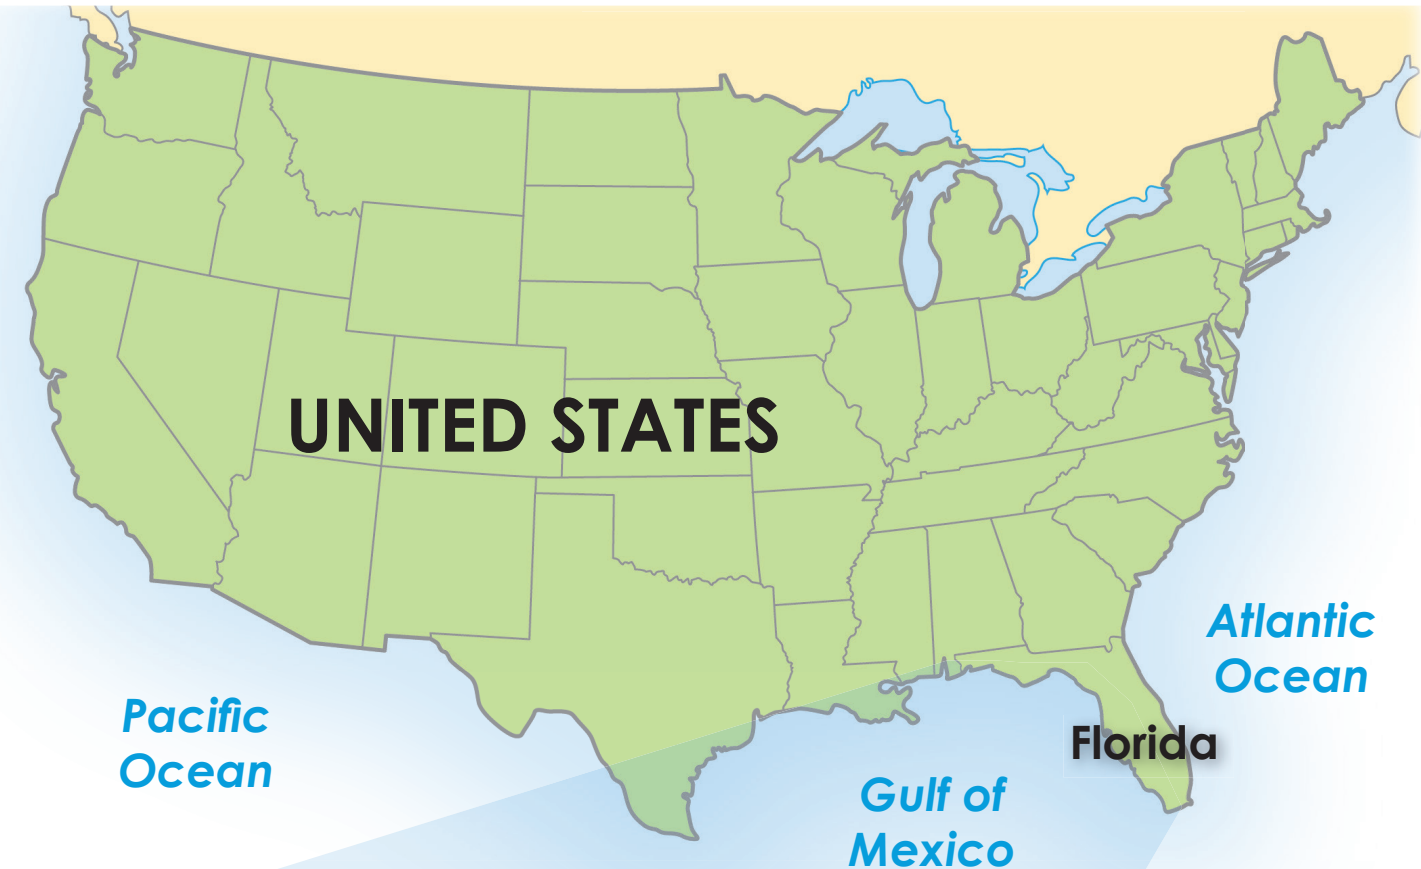 UNITED STATES
Atlantic
Ocean
Pacific
Ocean
Florida
Gulf of
Mexico